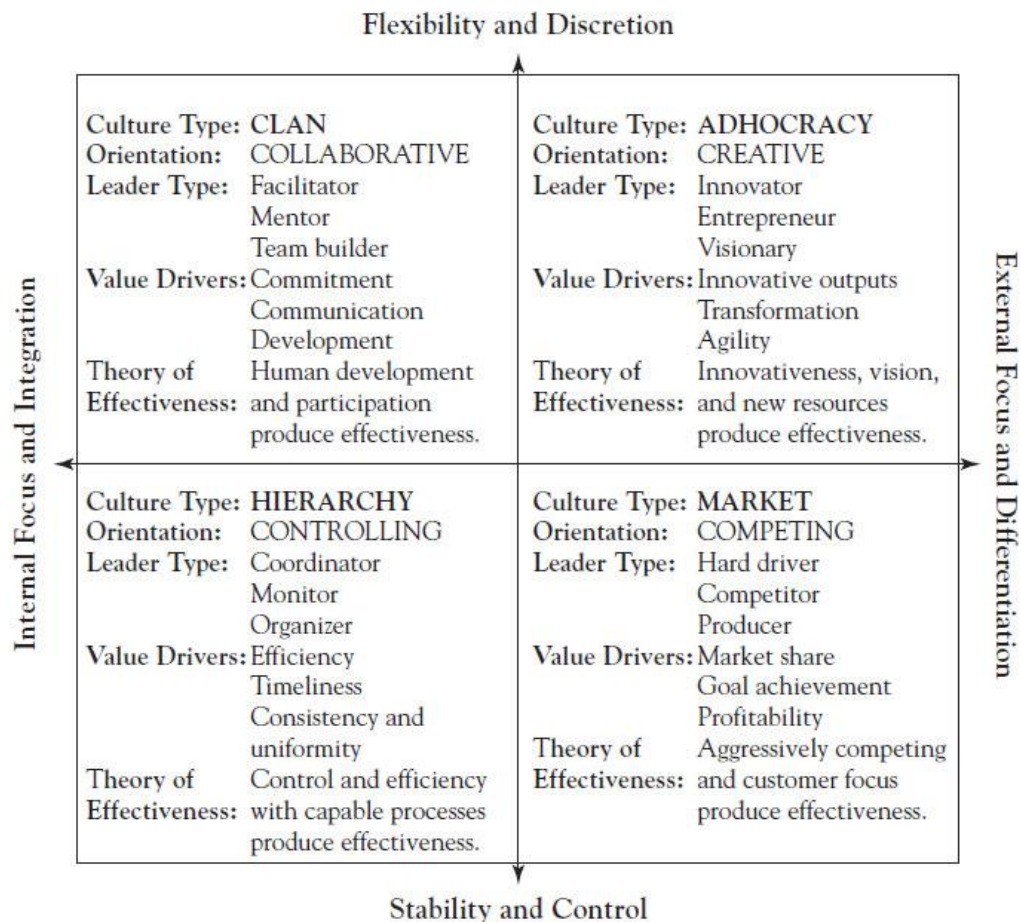 Flexibility and Discretion
Internal Focus and Integration
Culture Type: CLAN
Orientation: COLLABORATIVE
Leader Type: Facilitator
Mentor
Team builder
Value Drivers: Commitment
Communication
Development
Theory of Human development
Effectiveness: and participation
produce effectiveness.
Culture Type: ADHOCRACY
Orientation: CREATIVE
Leader Type: Innovator
Entrepreneur
Visionary
Value Drivers: Innovative outputs
Transformation
Agility
Theory of Innovativeness, vision,
Effectiveness: and new resources
produce effectiveness.
Culture Type: HIERARCHY
Orientation: CONTROLLING
Leader Type: Coordinator
Monitor
Organizer
Value Drivers: Efficiency
Timeliness
Consistency and
uniformity
Theory of Control and efficiency
Effectiveness: with capable processes
produce effectiveness.
Culture Type: MARKET
Orientation: COMPETING
Leader Type: Hard driver
Competitor
Producer
Value Drivers: Market share
Goal achievement
Profitability
Theory of Aggressively competing
Effectiveness: and customer focus
produce effectiveness.
External Focus and Differentiation
Stability and Control